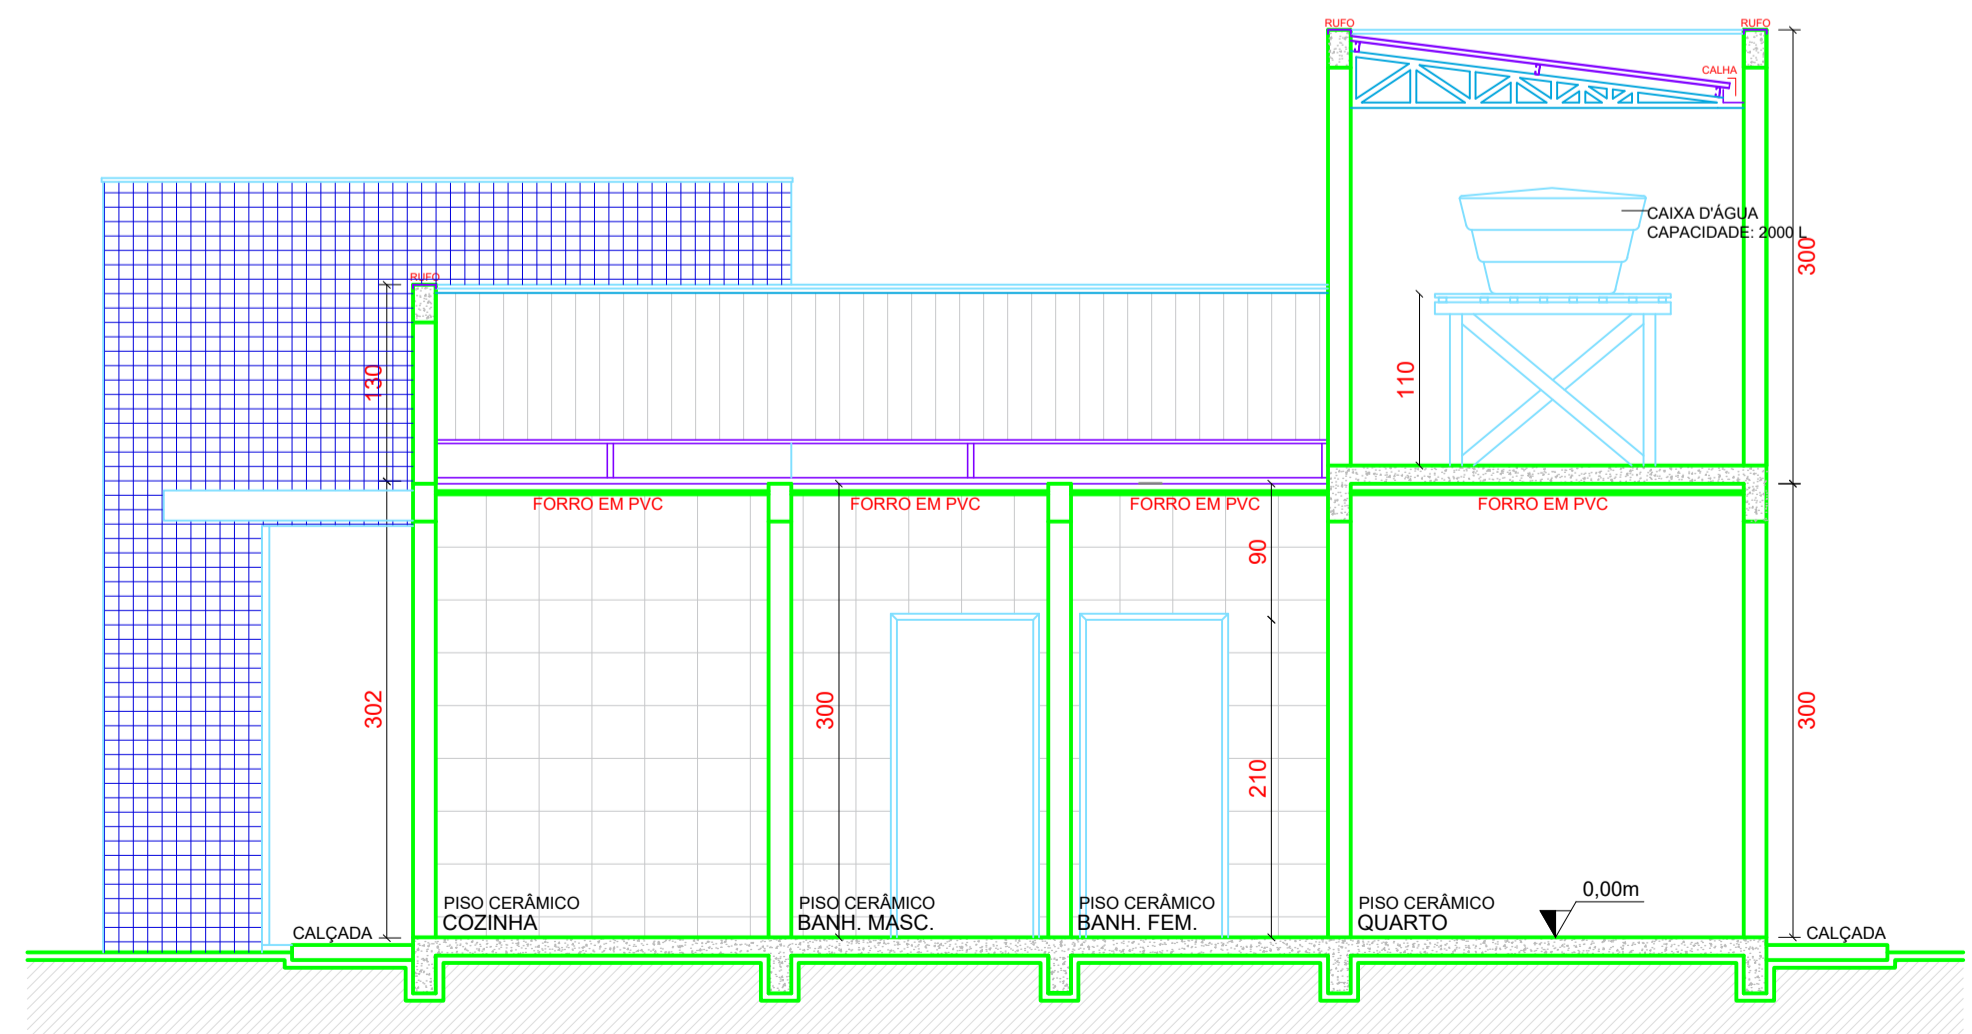 RUFO
RUFO
CALHA
CAIXA D'ÁGUA
CAPACIDADE: 2000 L
300
RUFO
130
110
FORRO EM PVC
FORRO EM PVC
FORRO EM PVC
FORRO EM PVC
90
302
300
300
210
0,00m
PISO CERÂMICO
COZINHA
PISO CERÂMICO
BANH. MASC.
PISO CERÂMICO
BANH. FEM.
PISO CERÂMICO
QUARTO
CALÇADA
CALÇADA